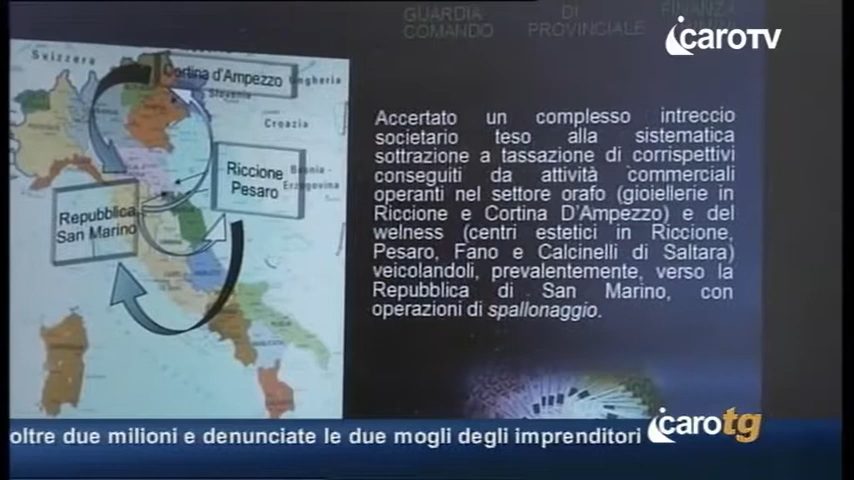 GUARDIA DI FINANZA
COMANDO PROVINCIALE
icaroTV
Svizzera
Cortina d'Ampezzo
Ungheria
Slovenia
Croazia
Riccione
Pesaro
Bosnia
Erzegovina
Repubblica
San Marino
Accertato un complesso intreccio
societario teso alla sistematica
sottrazione a tassazione di corrispettivi
conseguiti da attività commerciali
operanti nel settore orafo (gioiellerie in
Riccione e Cortina D'Ampezzo) e del
welness (centri estetici in Riccione,
Pesaro, Fano e Calcinelli di Saltara)
veicolandoli, prevalentemente, verso la
Repubblica di San Marino, con
operazioni di spallonaggio.
oltre due milioni e denunciate le due mogli degli imprenditori
icarotg